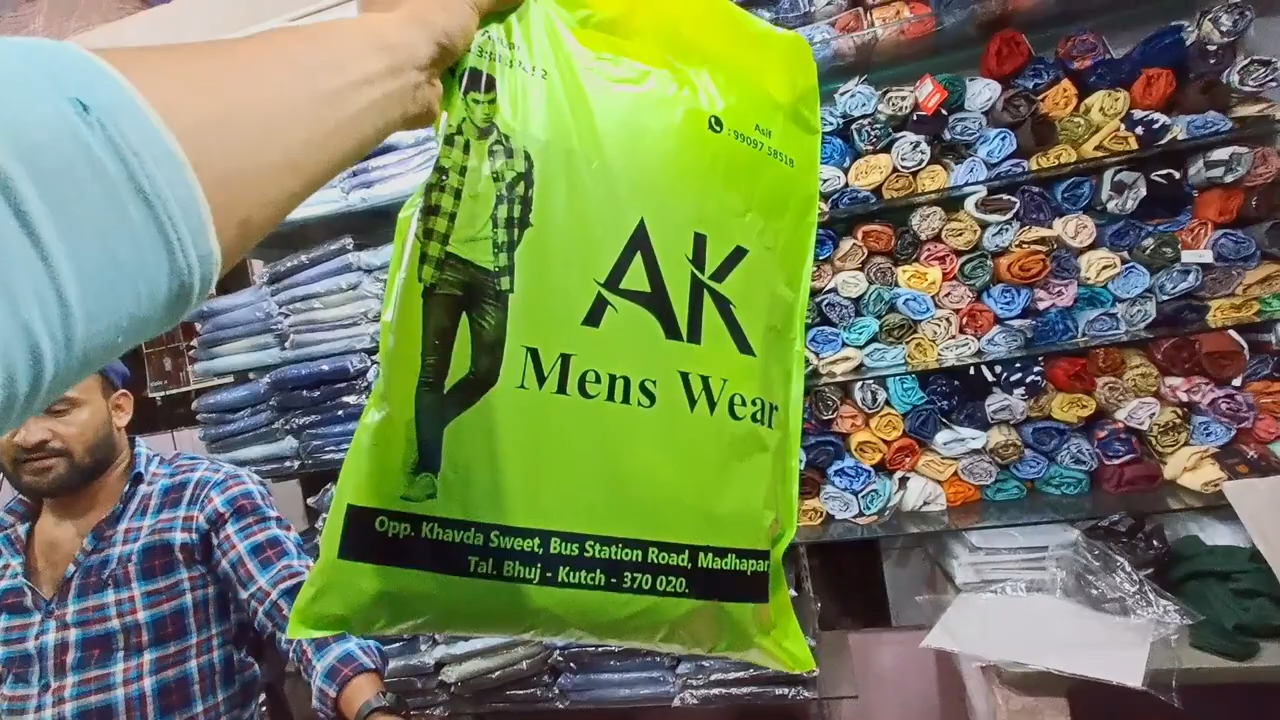 Asif
: 99097 58518
AK
Mens Wear
Opp. Khavda Sweet, Bus Station Road, Madhapar
Tal. Bhuj - Kutch - 370 020.